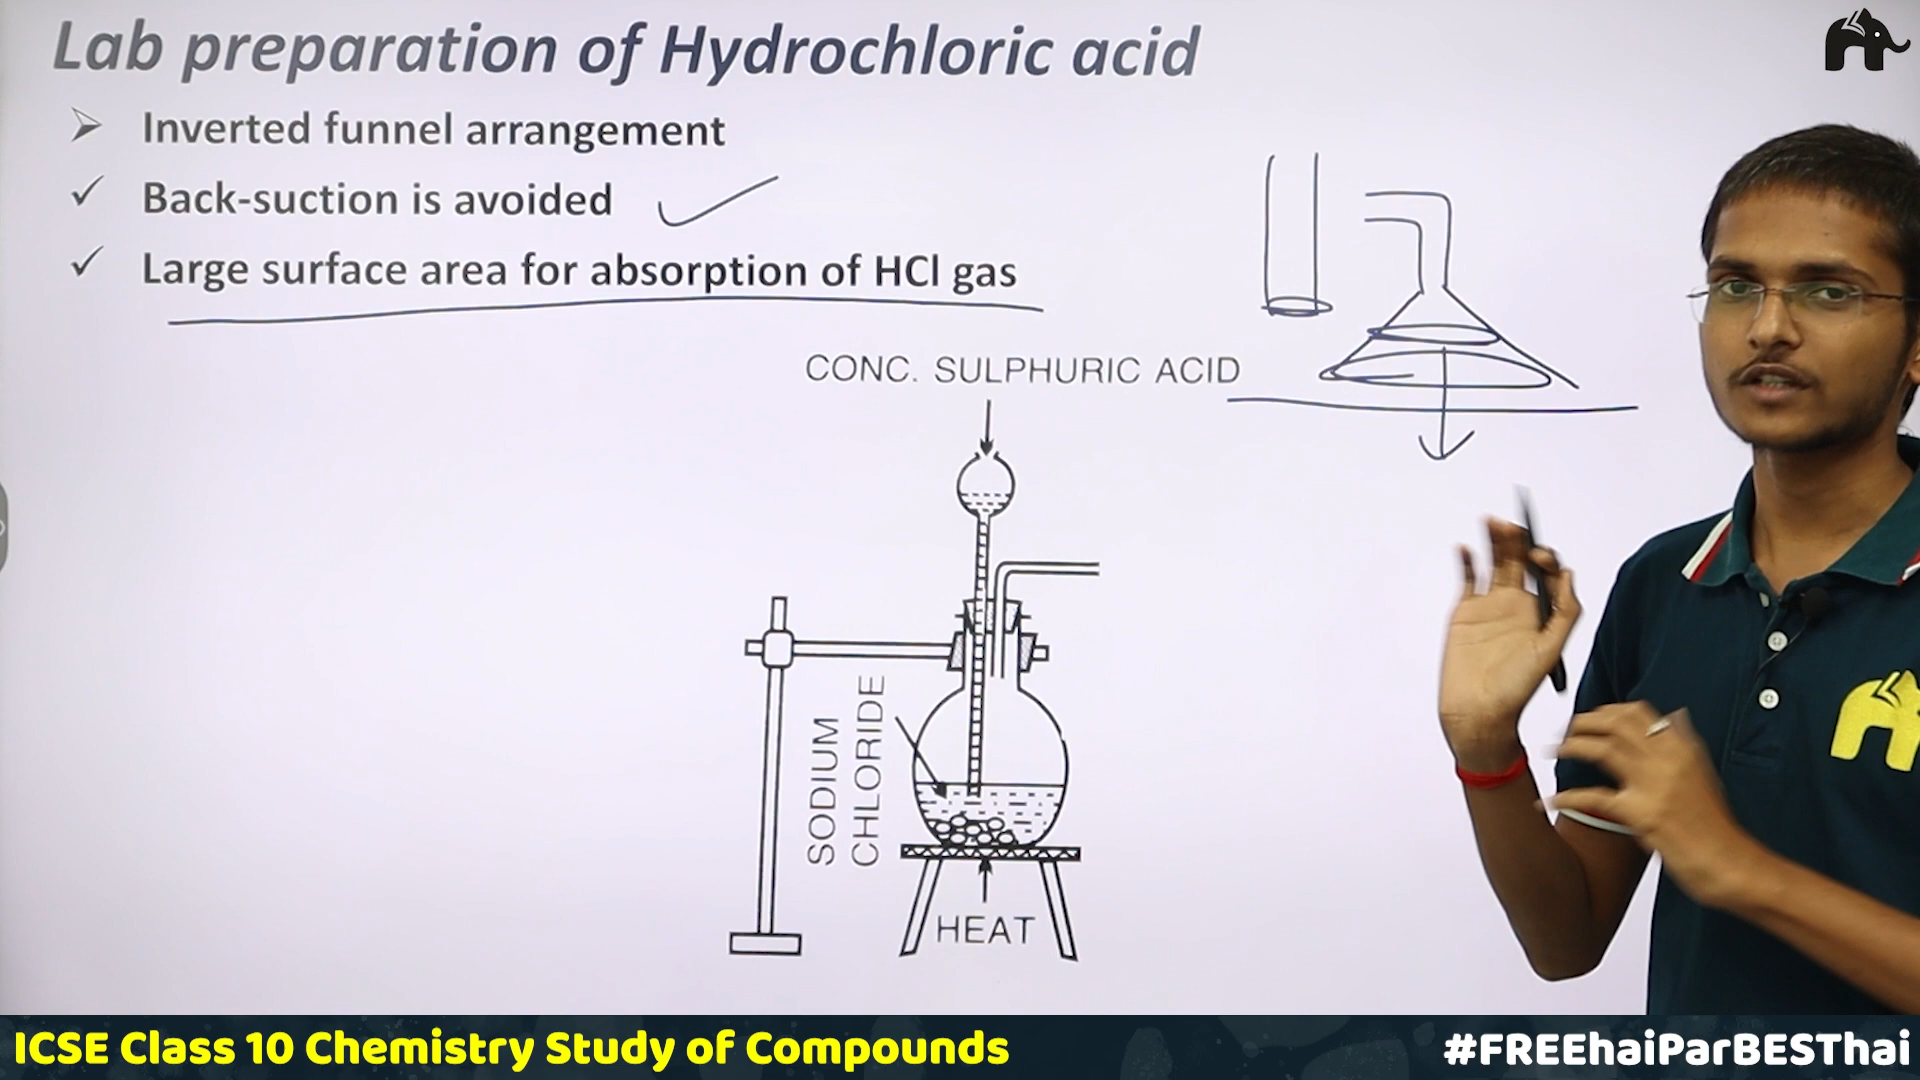 Lab preparation of Hydrochloric acid
Inverted funnel arrangement
Back-suction is avoided
Large surface area for absorption of HCl gas
CONC. SULPHURIC ACID
SODIUM
CHLORIDE
HEAT
ICSE Class 10 Chemistry Study of Compounds
#FREEhaiParBESThai